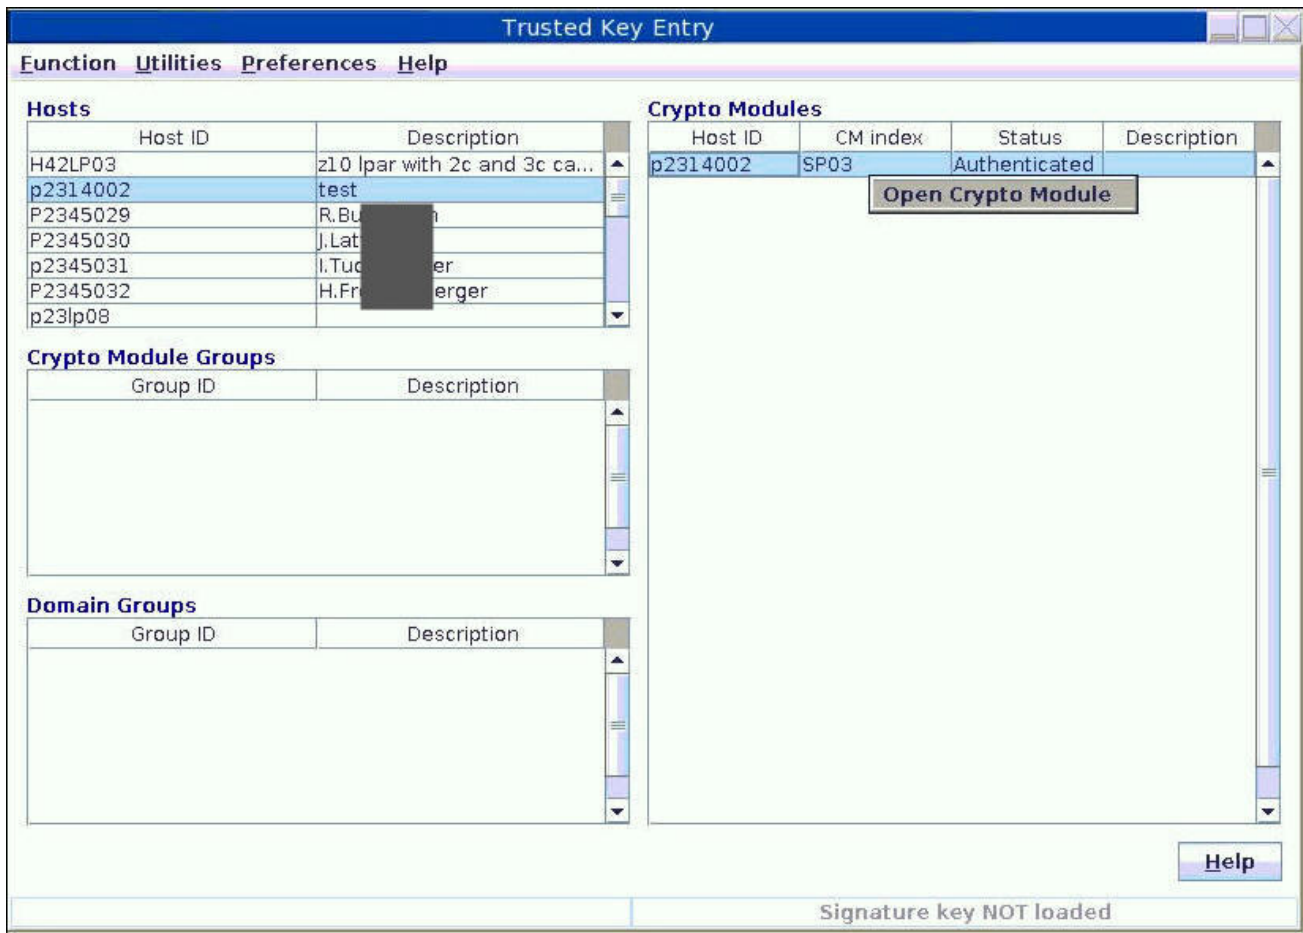 Trusted Key Entry
Function Utilities Preferences Help
Hosts
Host ID Description
H42LP03 z10 lpar with 2c and 3c ca...
p2314002 test
P2345029
P2345030
p2345031
P2345032
p23lp08
Crypto Module Groups
Group ID Description
Domain Groups
Group ID Description
Crypto Modules
Host ID CM index Status Description
p2314002 SP03 Authenticated
Open Crypto Module
Help
Signature key NOT loaded